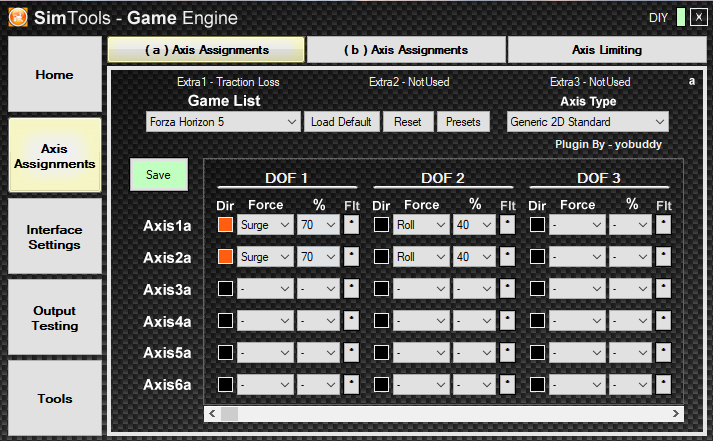 SimTools - Game Engine
DIY
X
Home
Axis
Assignments
Interface
Settings
Output
Testing
Tools
( a ) Axis Assignments
( b ) Axis Assignments
Axis Limiting
Extra1 - Traction Loss
Extra2 - NotUsed
Extra3 - NotUsed
a
Game List
Axis Type
Forza Horizon 5
Load Default
Reset
Presets
Generic 2D Standard
Plugin By - yobuddy
Save
DOF 1
DOF 2
DOF 3
Dir Force % Flt Dir Force % Flt Dir Force % Flt
Axis1a Surge 70 * Roll 40 * - - *
Axis2a Surge 70 * Roll 40 * - - *
Axis3a - - * - - * - - *
Axis4a - - * - - * - - *
Axis5a - - * - - * - - *
Axis6a - - * - - * - - *